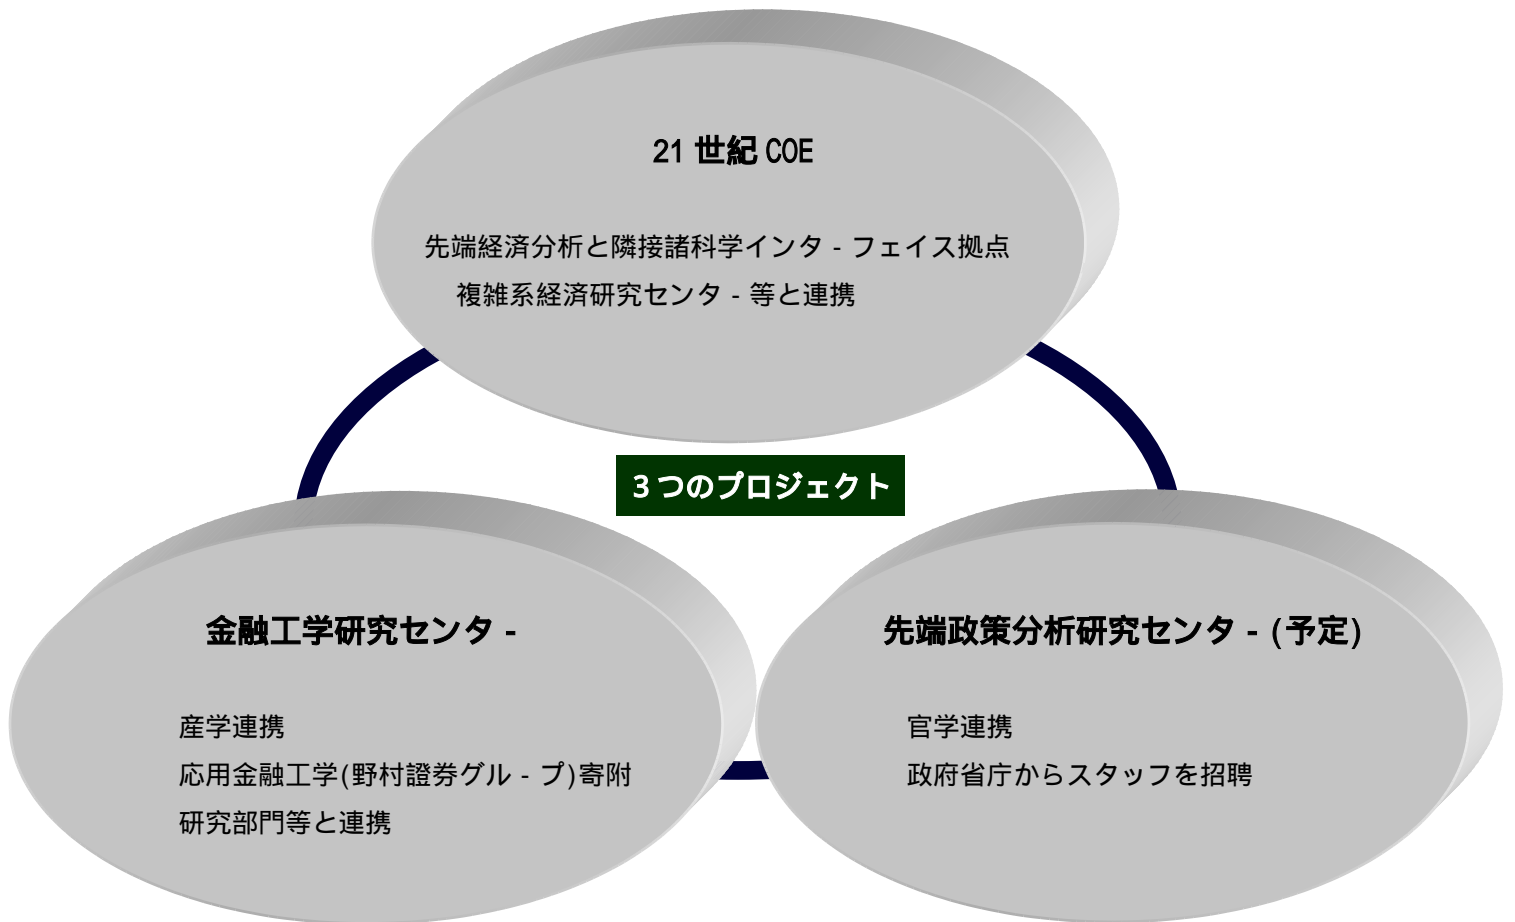 21 世紀 COE
先端経済分析と隣接諸科学インタ - フェイス拠点
複雑系経済研究センタ - 等と連携
3 つのプロジェクト
金融工学研究センタ -
産学連携
応用金融工学(野村證券グル - プ)寄附
研究部門等と連携
先端政策分析研究センタ - (予定)
官学連携
政府省庁からスタッフを招聘